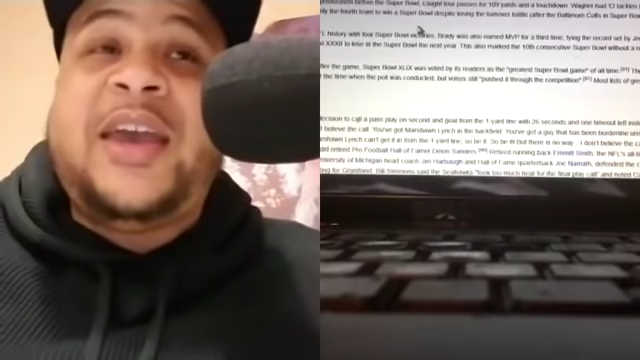 possession before the Super Bowl, caught four passes for 109 yards and a touchdown. Wagner had 12 tackles
ly the fourth team to win a Super Bowl despite losing the turnover battle (after the Baltimore Colts in Super
history with four Super Bowl victories. Brady was also named MVP for a third time, tying the record set by Jo
XXXII to lose in the Super Bowl the next year. This also marked the 10th consecutive Super Bowl without a
fter the game, Super Bowl XLIX was voted by its readers as the "greatest Super Bowl game" of all time.
the time when the poll was conducted, but voters still "pushed it through the competition" Most lists of gre
decision to call a pass play on second and goal from the 1 yard line with 26 seconds and one timeout left
I believe the call. You've got Marshawn Lynch in the backfield. You've got a guy that has been borderline
rshawn Lynch can't get it in from the 1 yard line, so be it. So be it! But there is no way... I don't believe the
did retired Pro Football Hall of Famer Deion Sanders. Retired running back Emmitt Smith, the NFL's all-ti
niversity of Michigan head coach Jim Harbaugh and Hall of Fame quarterback Joe Namath, defended the
ing for Grantland, Bill Simmons said the Seahawks "took too much heat for the final play call" and noted